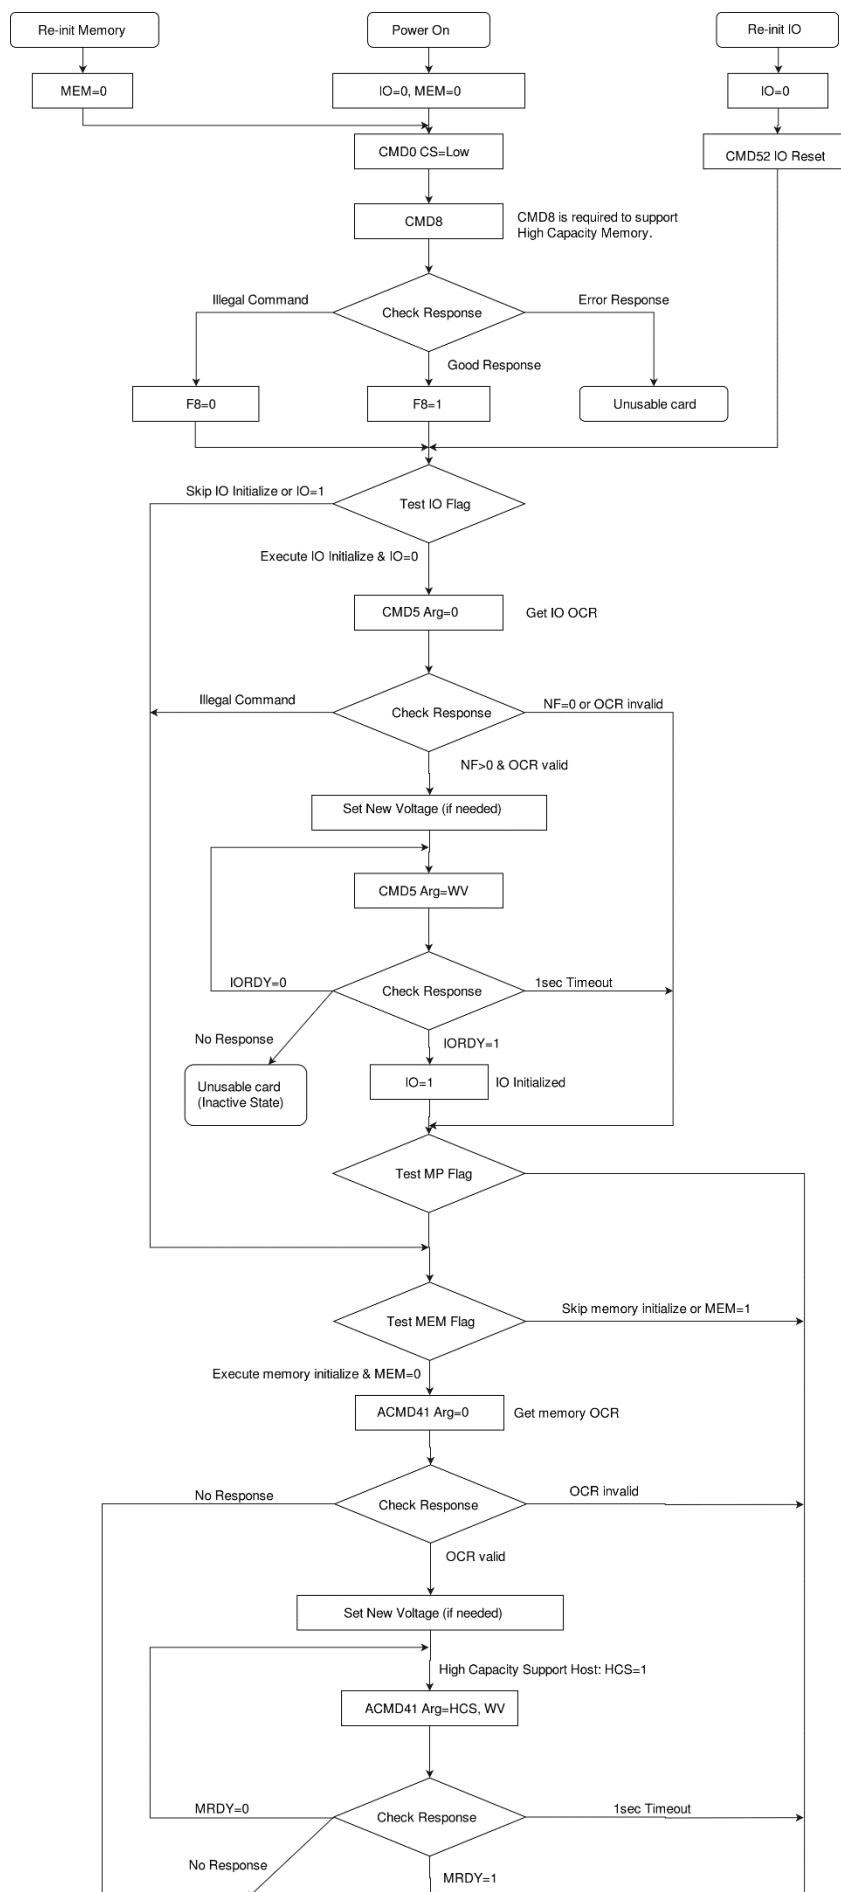 Re-init Memory
Power On
Re-init IO
MEM=0
IO=0, MEM=0
IO=0
CMD0 CS=Low
CMD52 IO Reset
CMD8
CMD8 is required to support
High Capacity Memory.
Illegal Command
Check Response
Error Response
Good Response
F8=0
F8=1
Unusable card
Skip IO Initialize or IO=1
Test IO Flag
Execute IO Initialize & IO=0
CMD5 Arg=0
Get IO OCR
Illegal Command
Check Response
NF=0 or OCR invalid
NF>0 & OCR valid
Set New Voltage (if needed)
CMD5 Arg=WV
IORDY=0
Check Response
1sec Timeout
No Response
IORDY=1
Unusable card
(Inactive State)
IO=1
IO Initialized
Test MP Flag
Test MEM Flag
Skip memory initialize or MEM=1
Execute memory initialize & MEM=0
ACMD41 Arg=0
Get memory OCR
No Response
Check Response
OCR invalid
OCR valid
Set New Voltage (if needed)
High Capacity Support Host: HCS=1
ACMD41 Arg=HCS, WV
MRDY=0
Check Response
1sec Timeout
No Response
MRDY=1